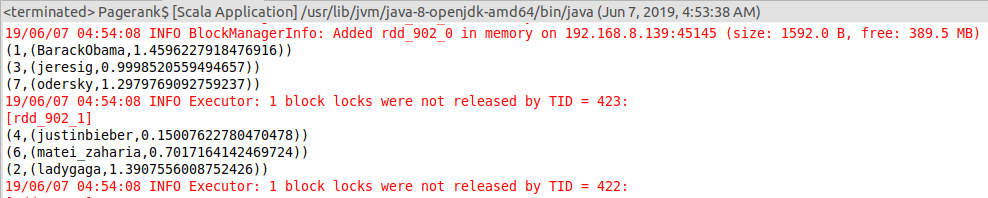 <terminated> Pagerank$ [Scala Application] /usr/lib/jvm/java-8-openjdk-amd64/bin/java (Jun 7, 2019, 4:53:38 AM)
19/06/07 04:54:08 INFO BlockManagerInfo: Added rdd_902_0 in memory on 192.168.8.139:45145 (size: 1592.0 B, free: 389.5 MB)
(1,(BarackObama,1.4596227918476916))
(3,(jeresig,0.9998520559494657))
(7,(odersky,1.2979769092759237))
19/06/07 04:54:08 INFO Executor: 1 block locks were not released by TID = 423:
[rdd_902_1]
(4,(justinbieber,0.15007622780470478))
(6,(matei_zaharia,0.7017164142469724))
(2,(ladygaga,1.3907556008752426))
19/06/07 04:54:08 INFO Executor: 1 block locks were not released by TID = 422: